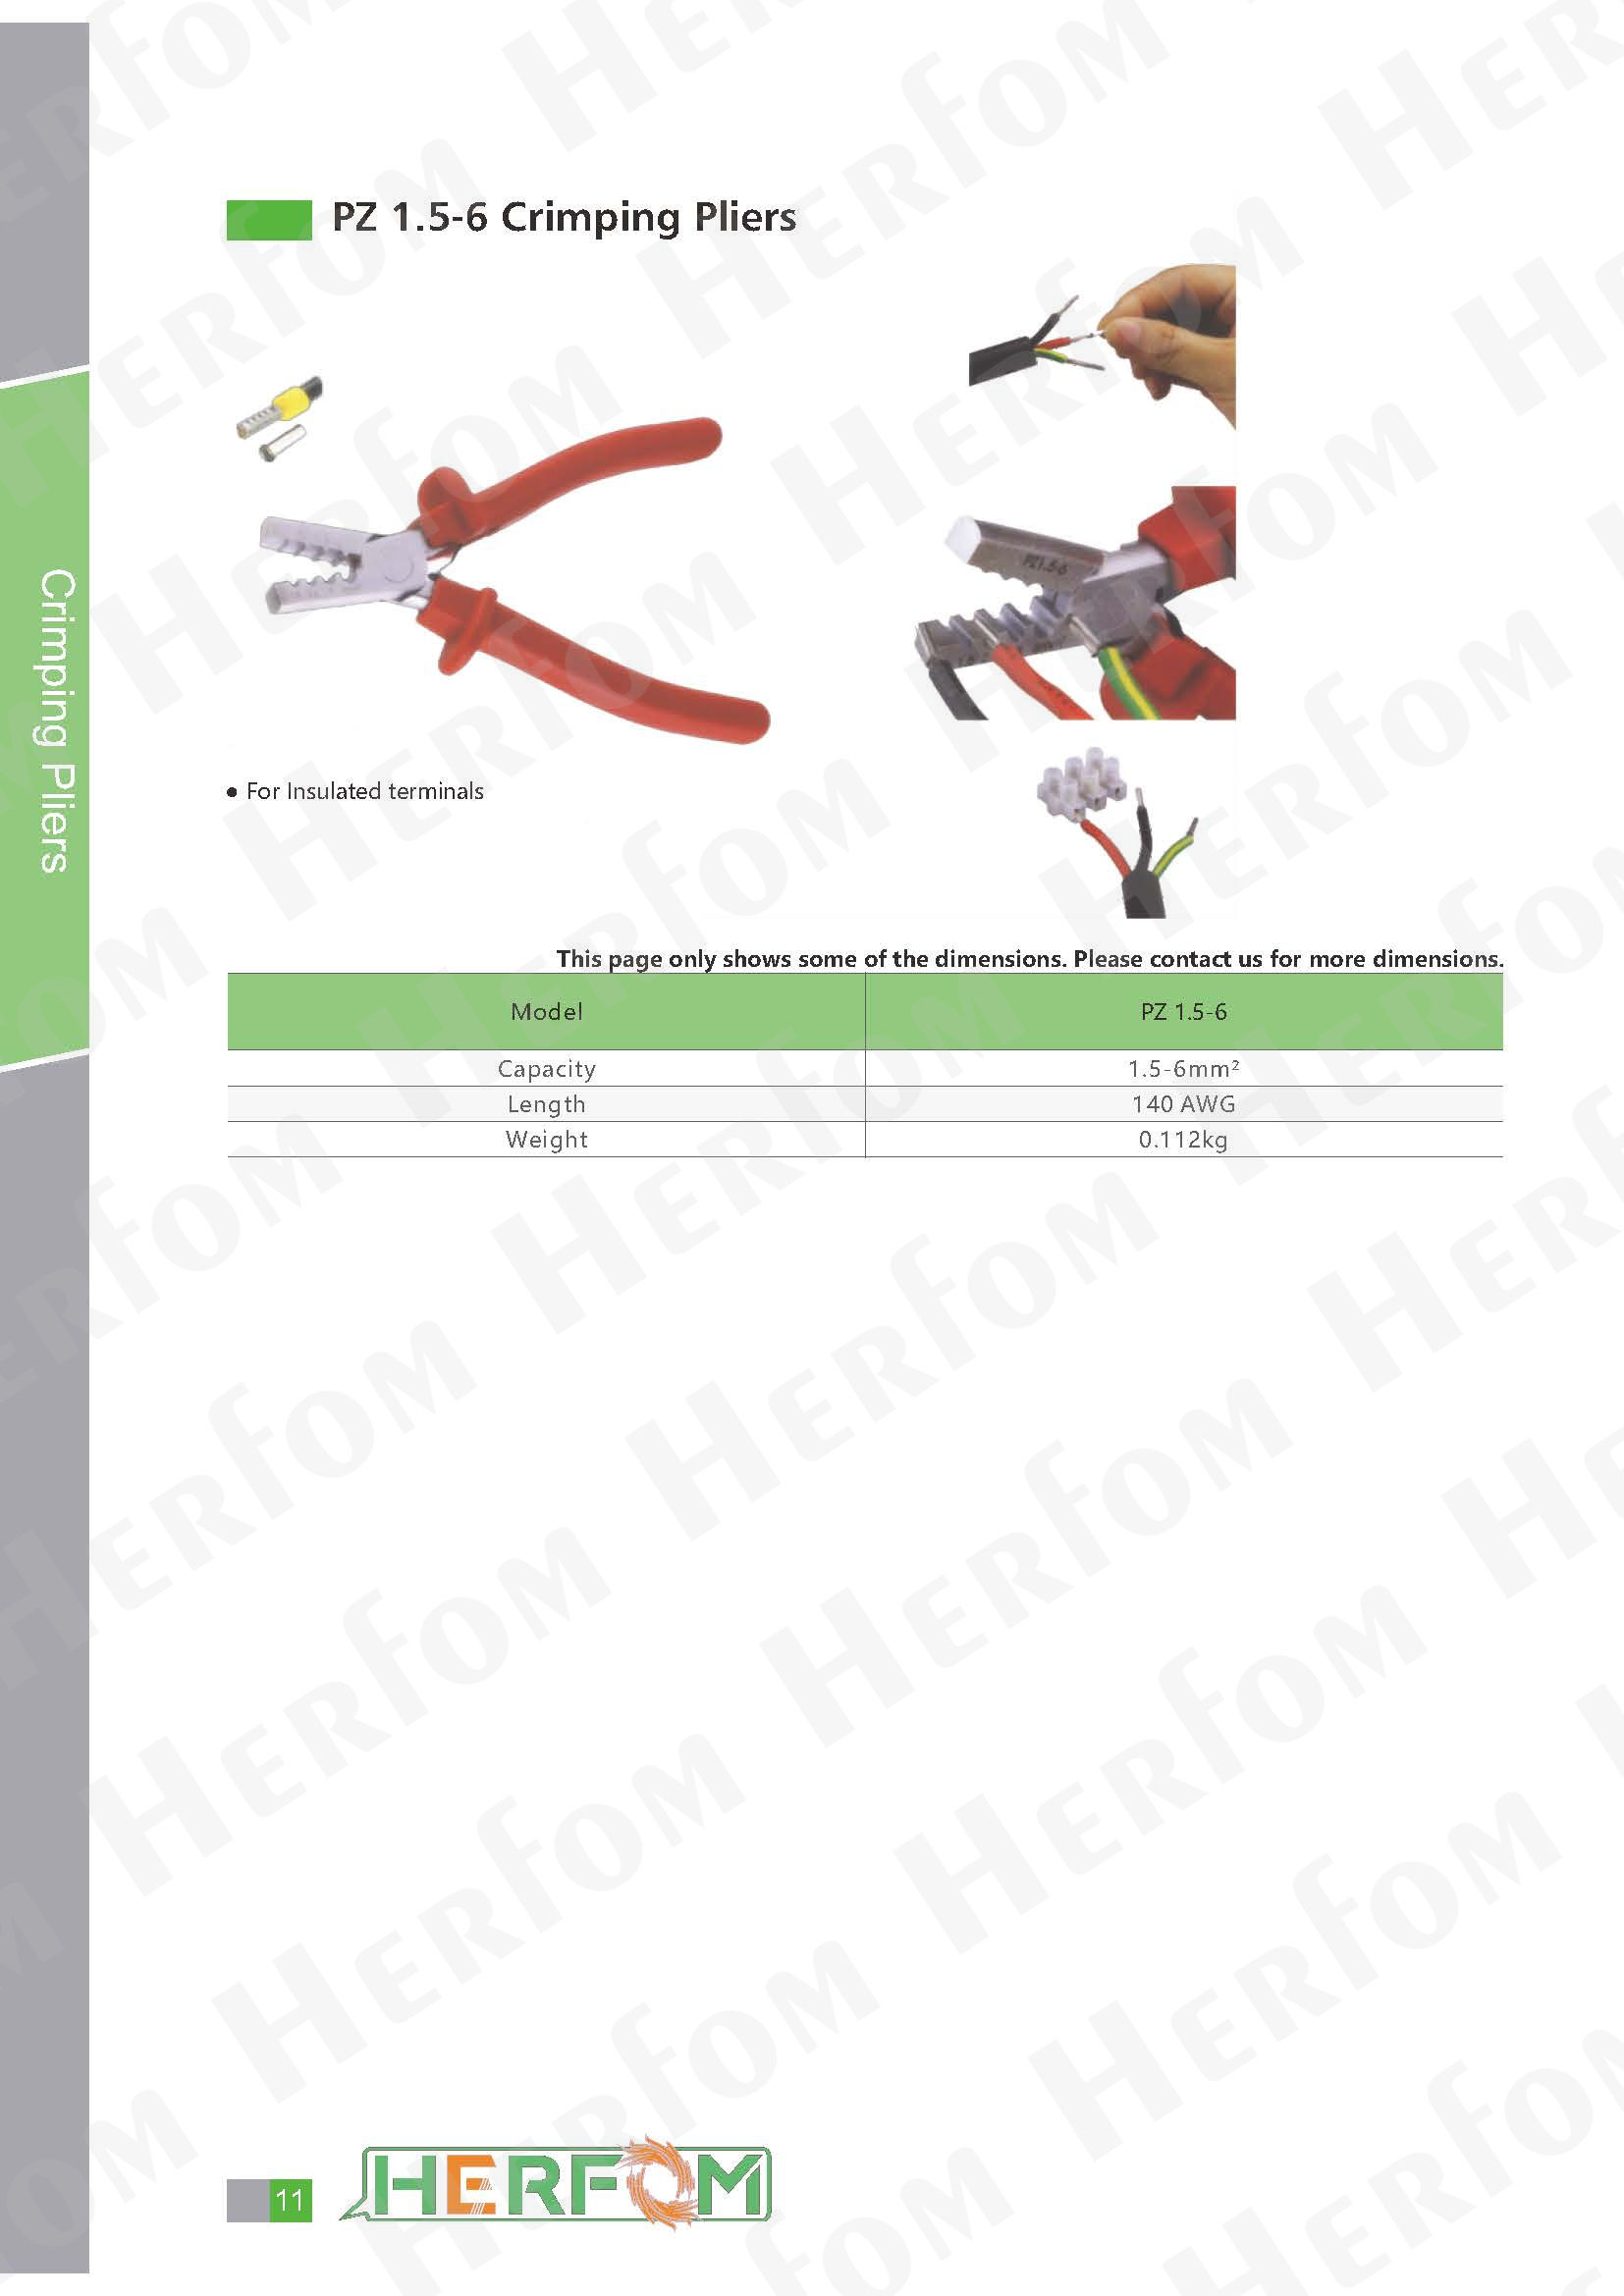 PZ 1.5-6 Crimping Pliers
PZ1.5-6
Crimping Pliers
● For Insulated terminals
This page only shows some of the dimensions. Please contact us for more dimensions.
Model PZ 1.5-6
Capacity 1.5-6mm²
Length 140 AWG
Weight 0.112kg
11 HERFOM
HERFOM